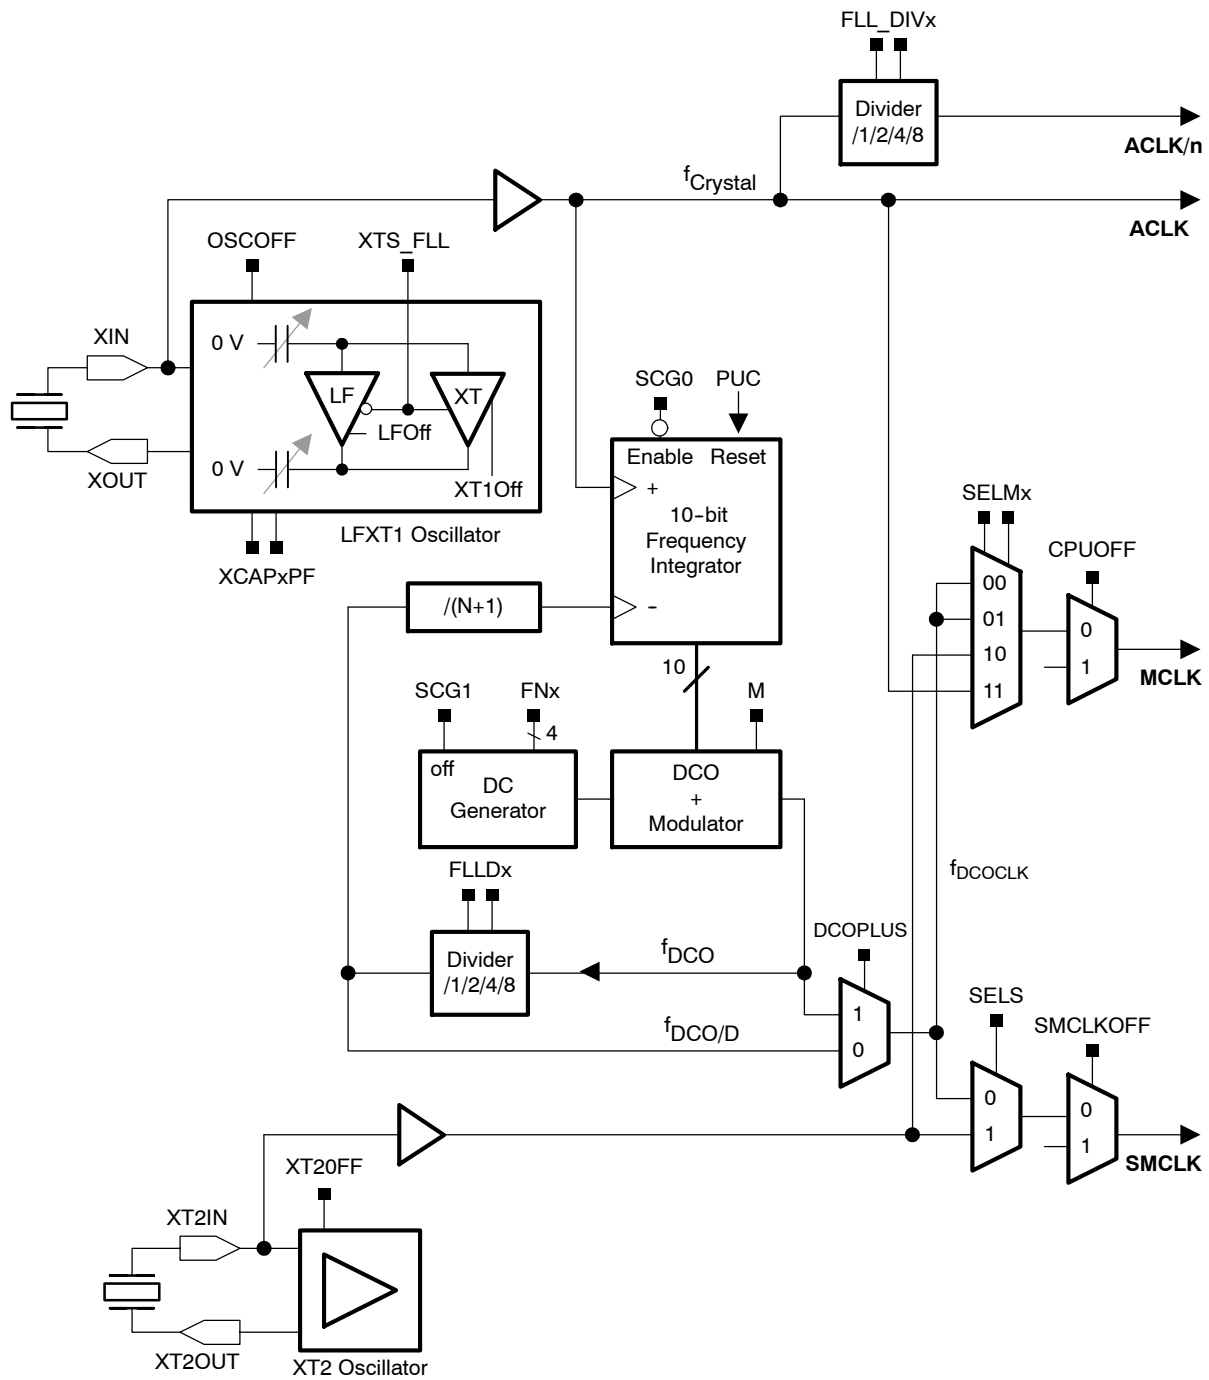 FLL_DIVx
Divider
/1/2/4/8
ACLK/n
fCrystal
ACLK
OSCOFF
XTS_FLL
XIN
0 V
LF
XT
LFOff
0 V
XT1Off
XOUT
LFXT1 Oscillator
XCAPxPF
SCG0
PUC
Enable
Reset
+
10-bit
Frequency
Integrator
-
/(N+1)
10
SELMx
CPUOFF
00
01
10
11
0
1
MCLK
SCG1
FNx
4
M
off
DC
Generator
DCO
+
Modulator
FLLDx
fDCOCLK
Divider
/1/2/4/8
fDCO
DCOPLUS
1
0
fDCO/D
SELS
SMCLKOFF
0
1
0
1
SMCLK
XT20FF
XT2IN
XT2OUT
XT2 Oscillator